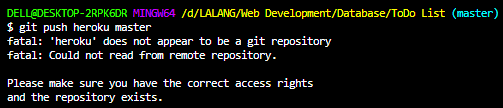 DELL@DESKTOP-2RPK6DR MINGW64 /d/LALANG/Web Development/Database/ToDo List (master)
$ git push heroku master
fatal: 'heroku' does not appear to be a git repository
fatal: Could not read from remote repository.
Please make sure you have the correct access rights
and the repository exists.